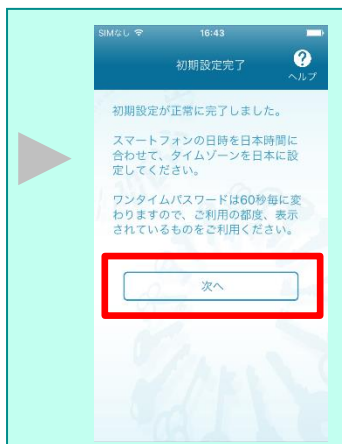 SIMなし 16:43
初期設定完了
ヘルプ
初期設定が正常に完了しました。
スマートフォンの日時を日本時間に
合わせて、タイムゾーンを日本に設
定してください。
ワンタイムパスワードは60秒毎に変
わりますので、ご利用の都度、表示
されているものをご利用ください。
次へ